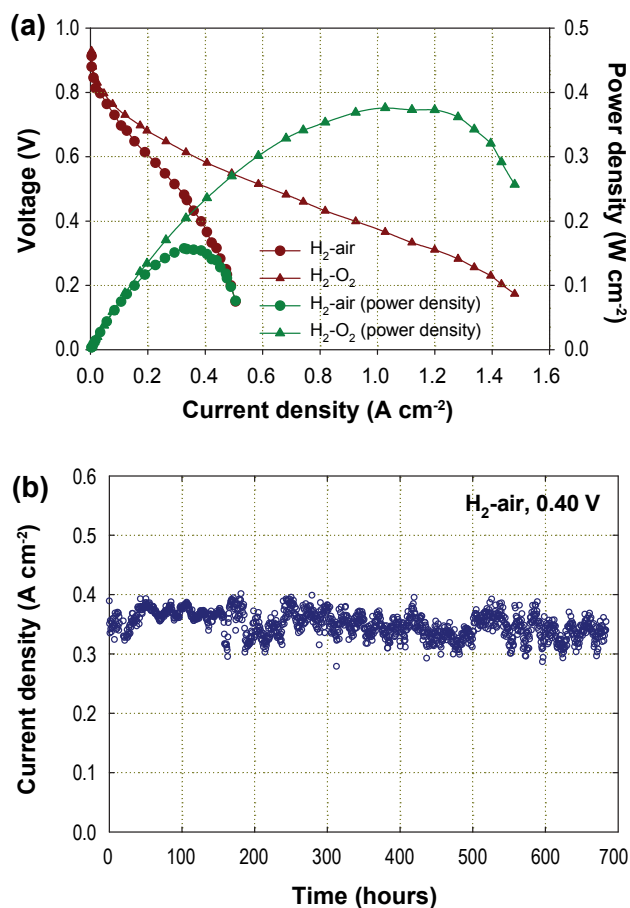 (a)
1.0
0.8
0.6
0.4
0.2
0.0
Voltage (V)
0.5
0.4
0.3
0.2
0.1
0.0
Power density (W cm-2)
H2-air
H2-O2
H2-air (power density)
H2-O2 (power density)
0.0 0.2 0.4 0.6 0.8 1.0 1.2 1.4 1.6
Current density (A cm-2)
(b)
H2-air, 0.40 V
0.6
0.5
0.4
0.3
0.2
0.1
0.0
Current density (A cm-2)
0 100 200 300 400 500 600 700
Time (hours)